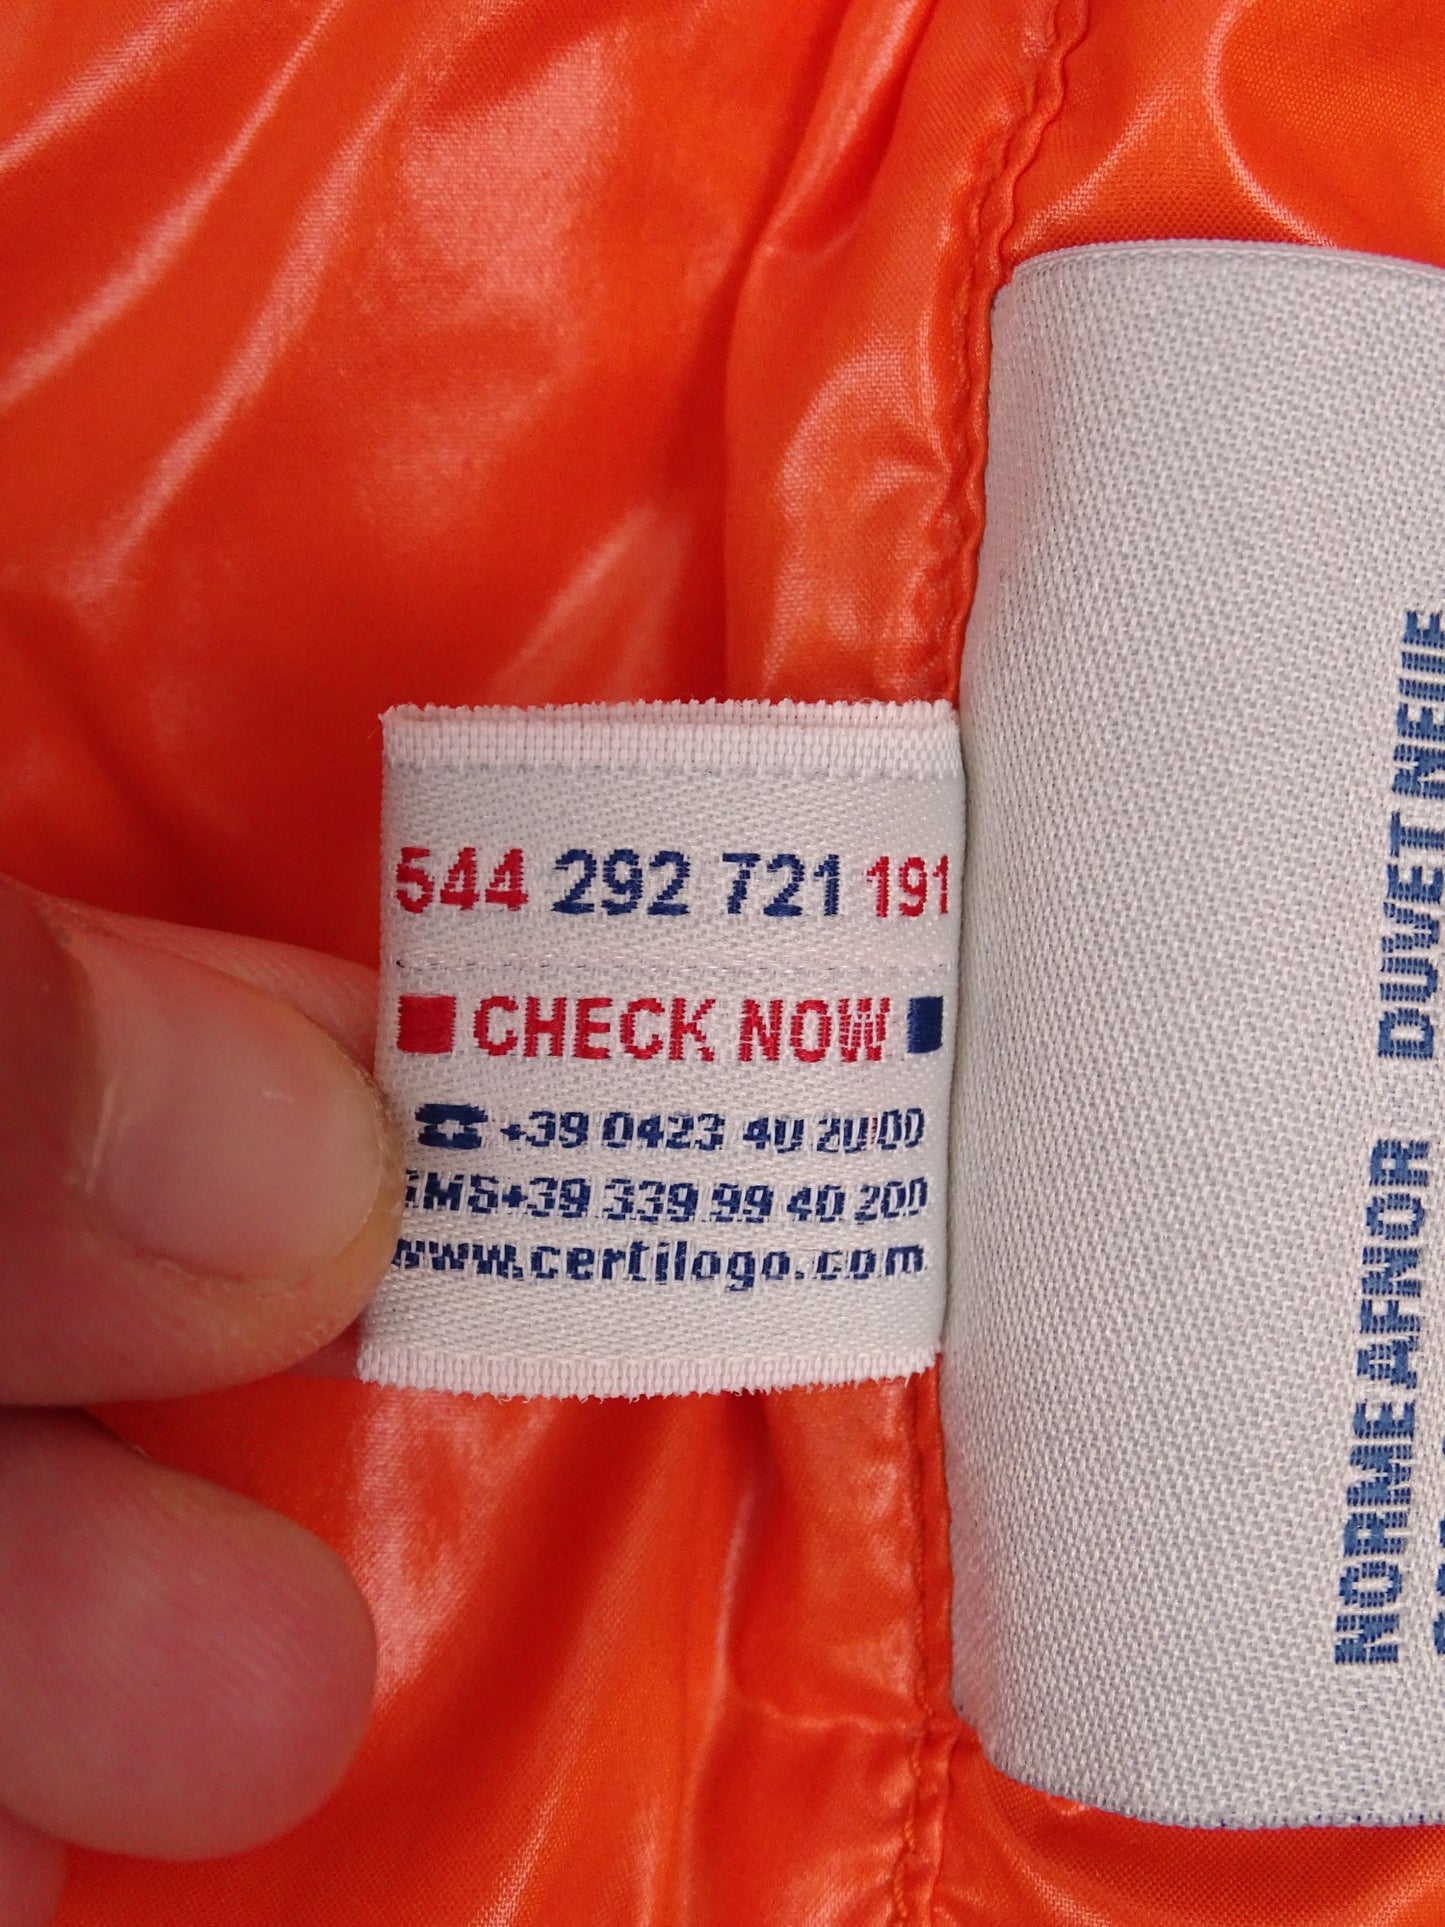 544 292 721 191
CHECK NOW
+39 0423 40 20 00
SMS+39 339 99 40 200
www.certilogo.com
DUVET NEUF
NORME AFNOR